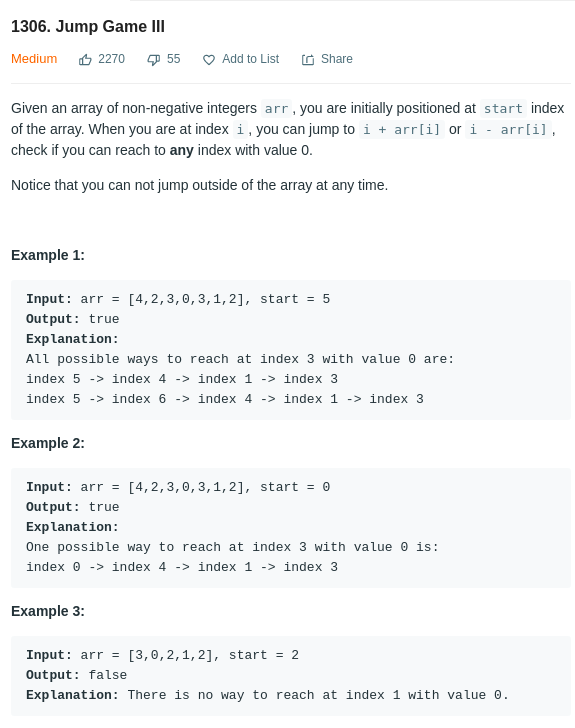 1306. Jump Game III
Medium 2270 55 Add to List Share
Given an array of non-negative integers arr, you are initially positioned at start index
of the array. When you are at index i, you can jump to i + arr[i] or i - arr[i],
check if you can reach to any index with value 0.
Notice that you can not jump outside of the array at any time.
Example 1:
Input: arr = [4,2,3,0,3,1,2], start = 5
Output: true
Explanation:
All possible ways to reach at index 3 with value 0 are:
index 5 -> index 4 -> index 1 -> index 3
index 5 -> index 6 -> index 4 -> index 1 -> index 3
Example 2:
Input: arr = [4,2,3,0,3,1,2], start = 0
Output: true
Explanation:
One possible way to reach at index 3 with value 0 is:
index 0 -> index 4 -> index 1 -> index 3
Example 3:
Input: arr = [3,0,2,1,2], start = 2
Output: false
Explanation: There is no way to reach at index 1 with value 0.